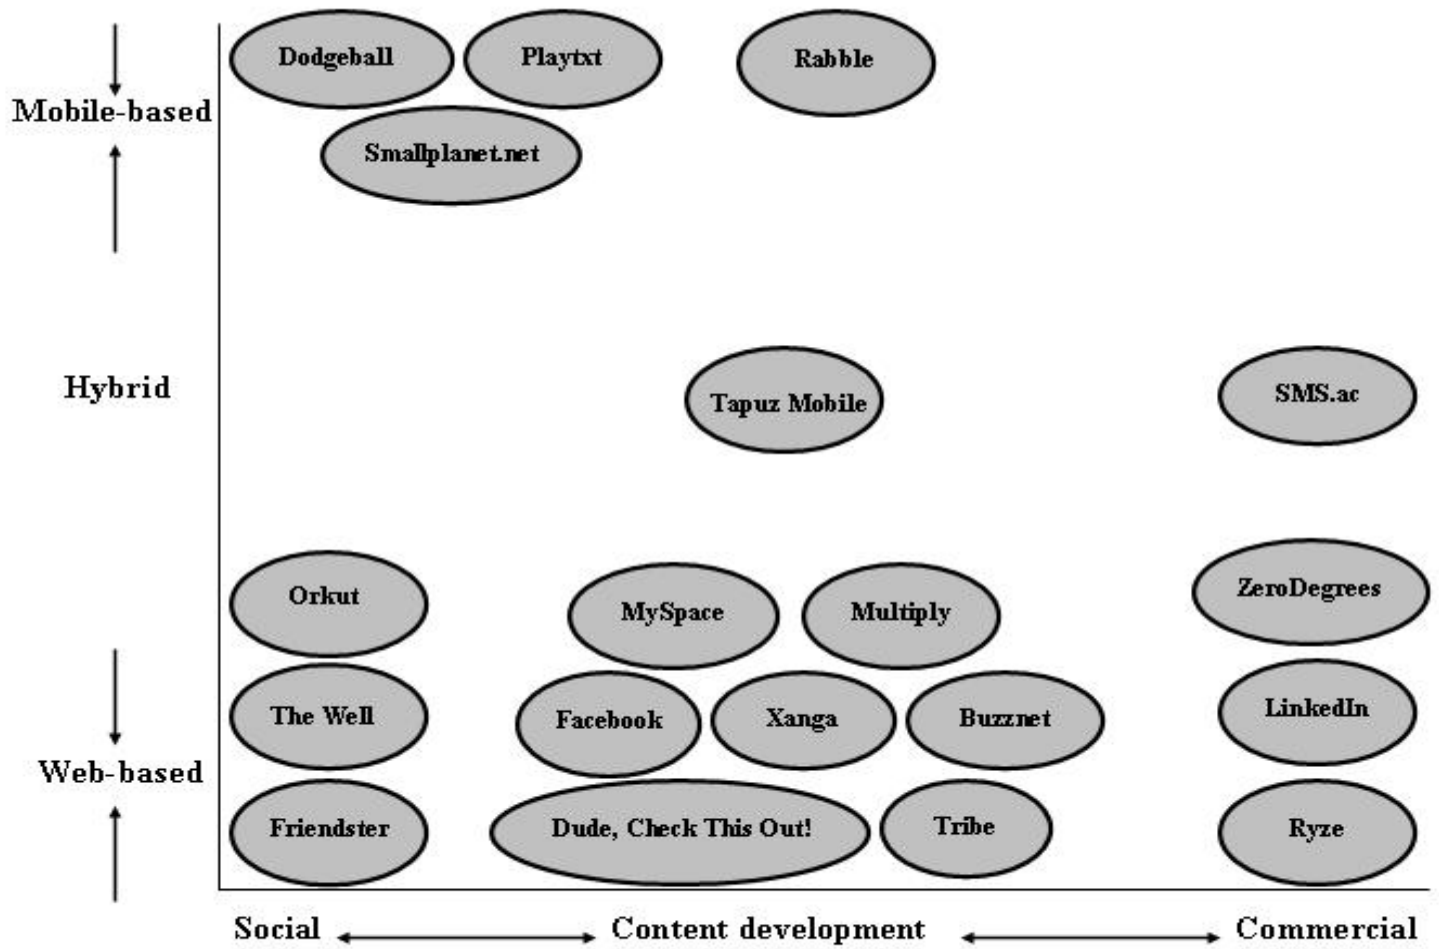 Dodgeball
Playtxt
Rabble
Mobile-based
Smallplanet.net
Hybrid
Tapuz Mobile
SMS.ac
Orkut
MySpace
Multiply
ZeroDegrees
The Well
Facebook
Xanga
Buzznet
LinkedIn
Web-based
Friendster
Dude, Check This Out!
Tribe
Ryze
Social
Content development
Commercial